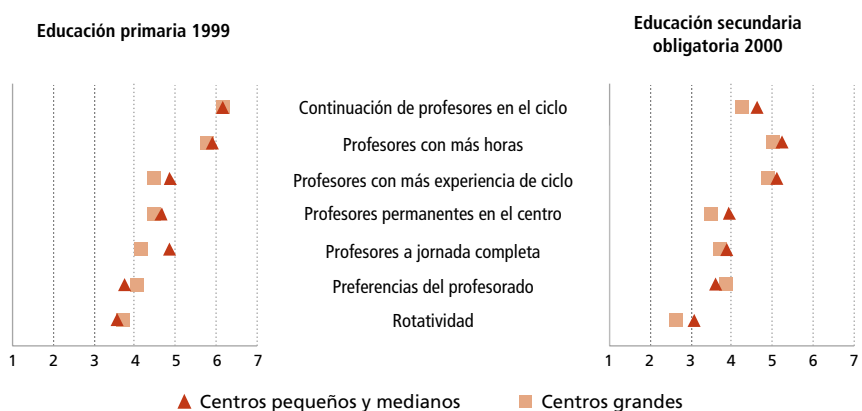 Educación primaria 1999
Educación secundaria
obligatoria 2000
Continuación de profesores en el ciclo
Profesores con más horas
Profesores con más experiencia de ciclo
Profesores permanentes en el centro
Profesores a jornada completa
Preferencias del profesorado
Rotatividad
1 2 3 4 5 6 7
1 2 3 4 5 6 7
Centros pequeños y medianos
Centros grandes